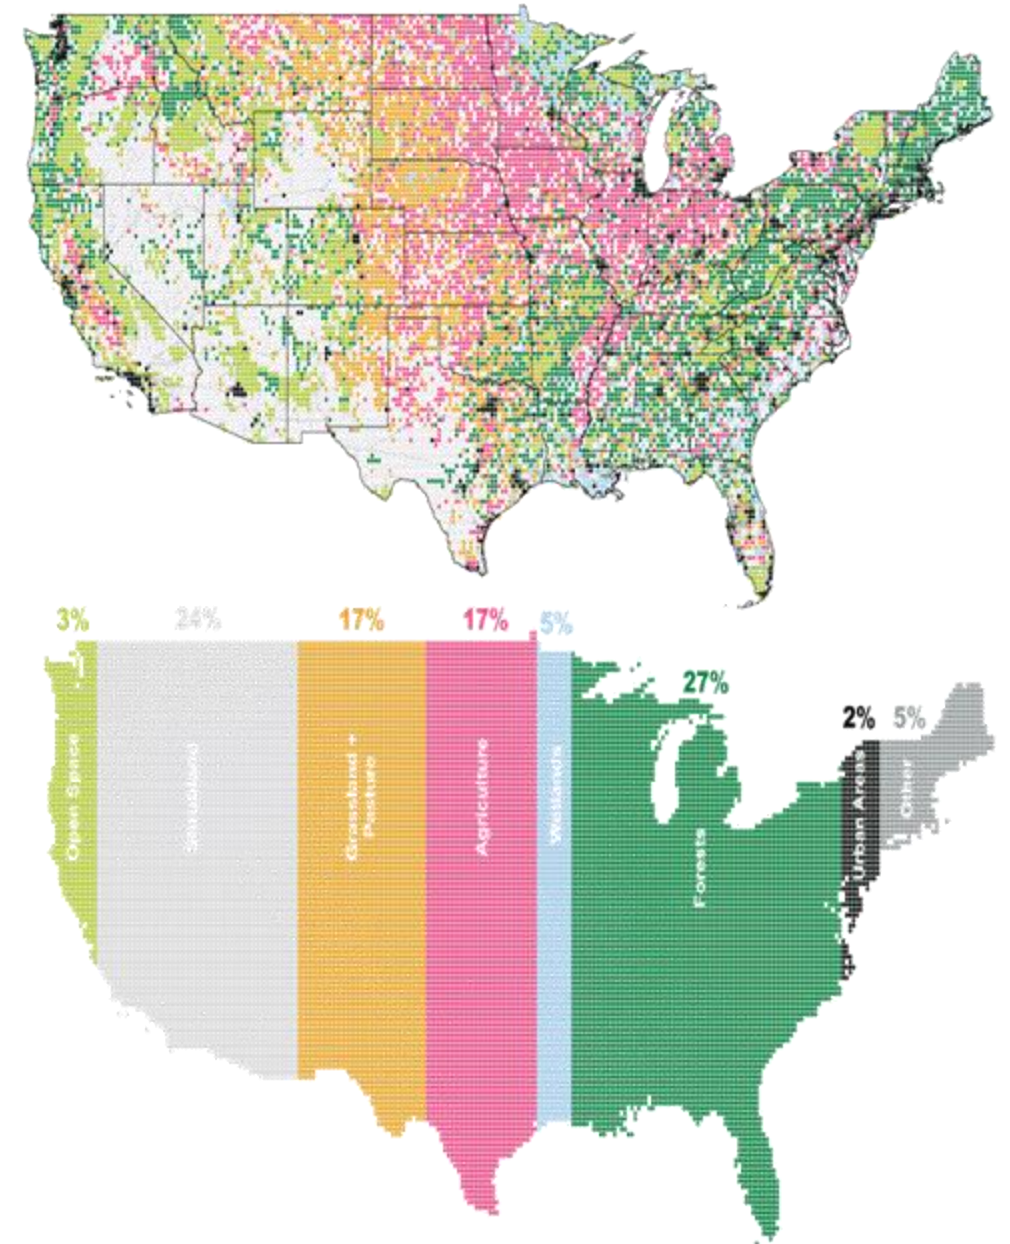 3%
24%
17%
17%
5%
27%
2%
5%
Open Space
Shrubland
Grassland +
Pasture
Agriculture
Wetlands
Forests
Urban Areas
Other